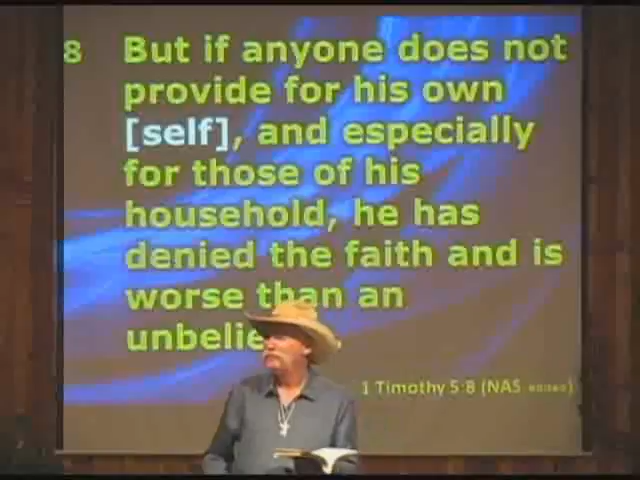 8 But if anyone does not
provide for his own
[self], and especially
for those of his
household, he has
denied the faith and is
worse than an
unbelie
1 Timothy 5:8 (NAS edited)